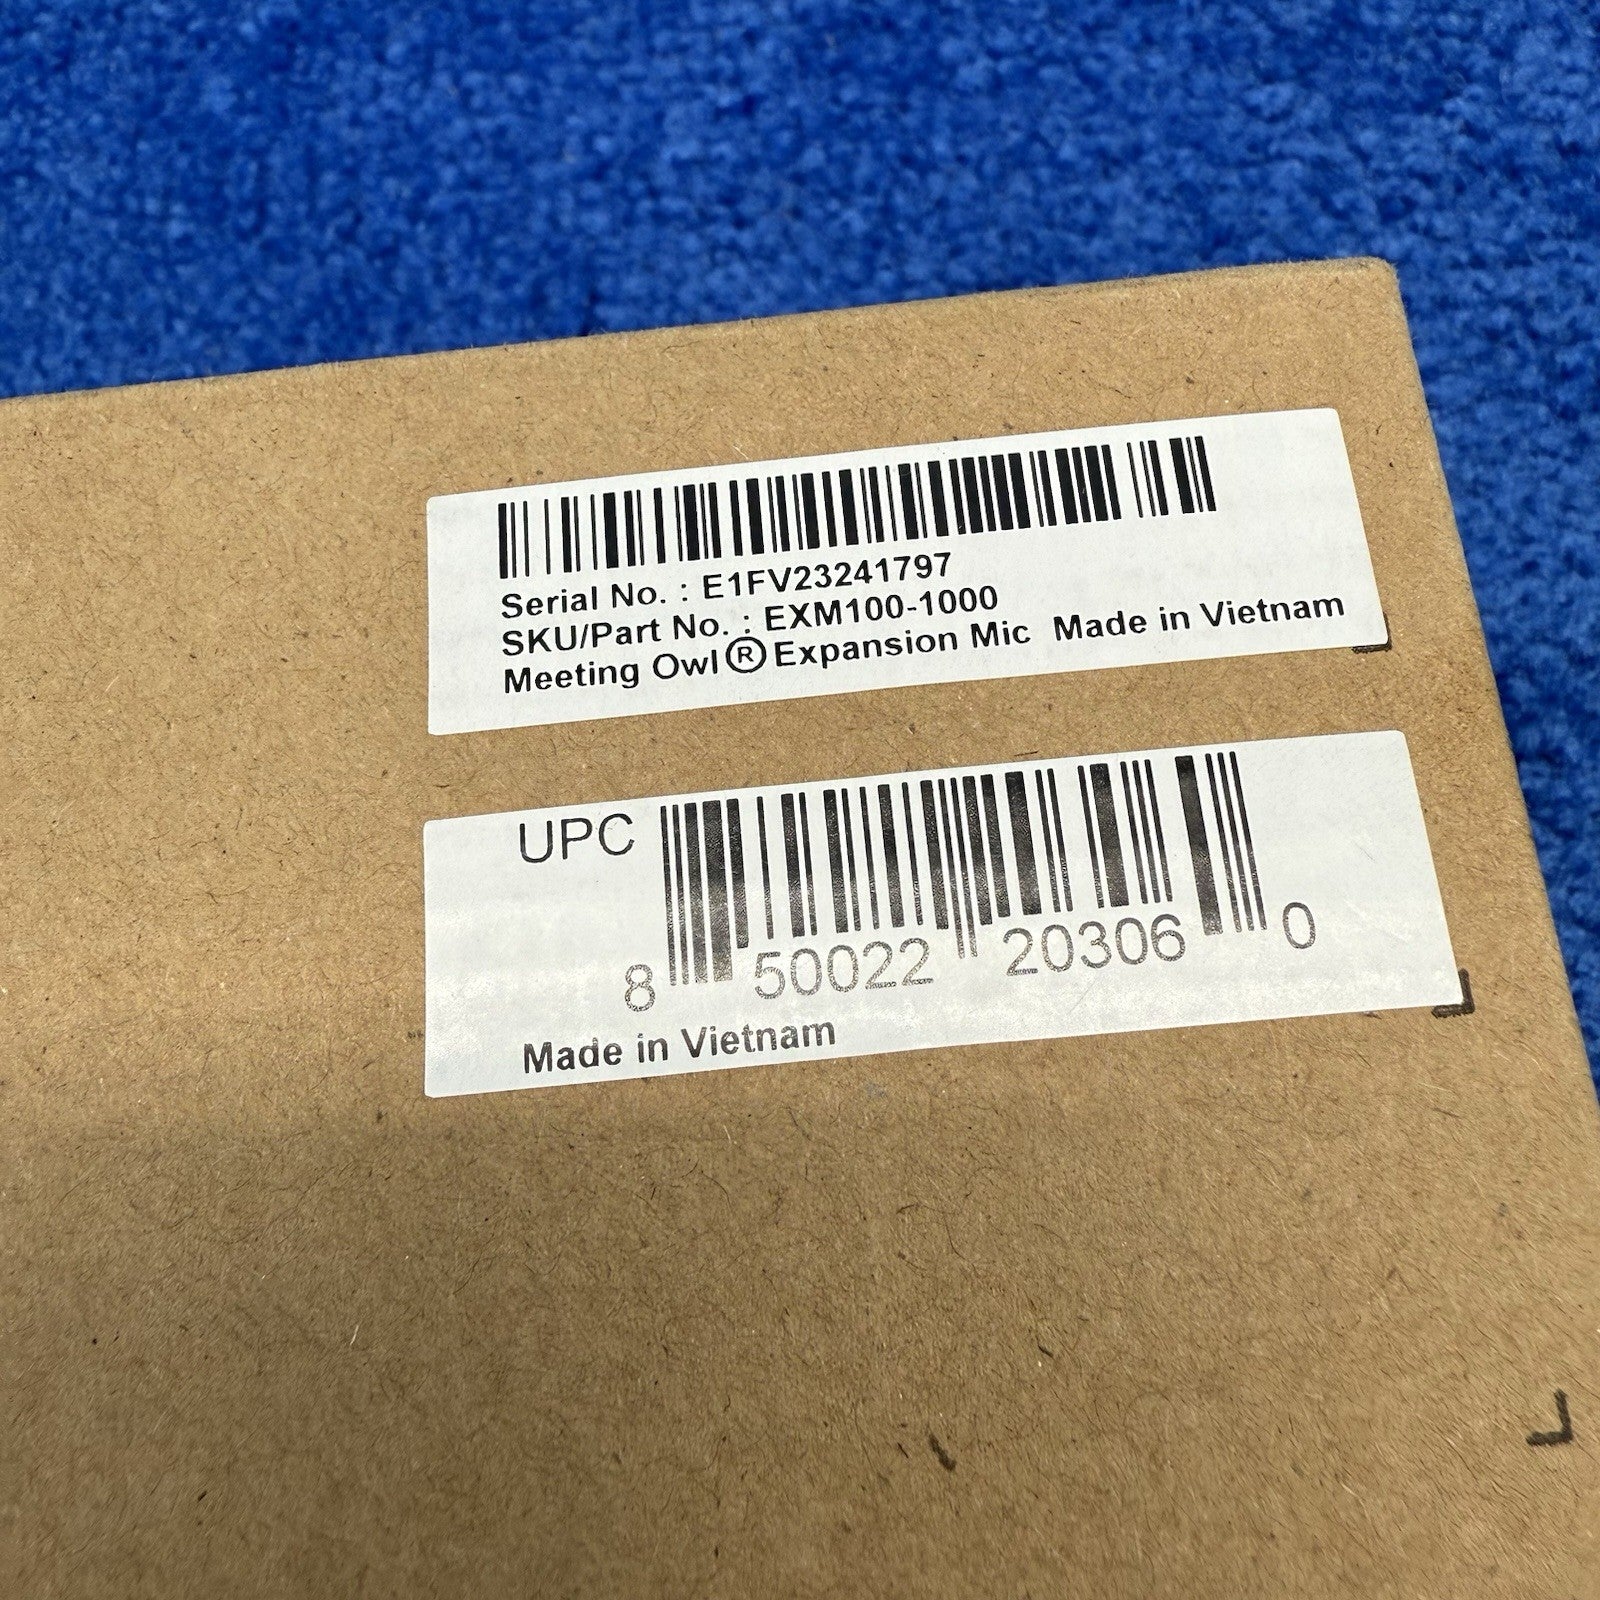 Serial No. : E1FV23241797
SKU/Part No. : EXM100-1000
Meeting Owl® Expansion Mic Made in Vietnam
UPC
8 50022 20306 0
Made in Vietnam